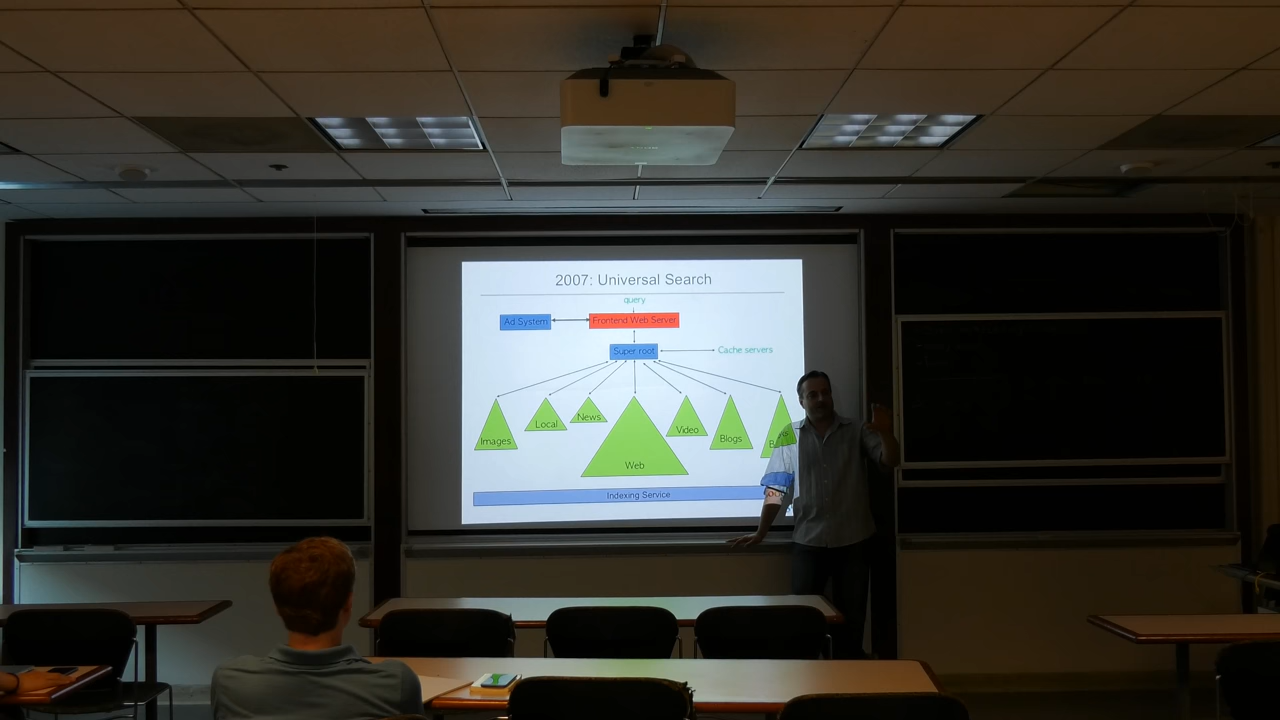 2007: Universal Search
query
Ad System
Frontend Web Server
Super root
Cache servers
Images
Local
News
Web
Video
Blogs
Indexing Service